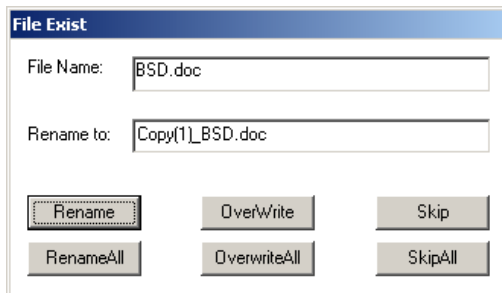 File Exist
File Name: BSD.doc
Rename to: Copy(1)_BSD.doc
Rename OverWrite Skip
RenameAll OverwriteAll SkipAll